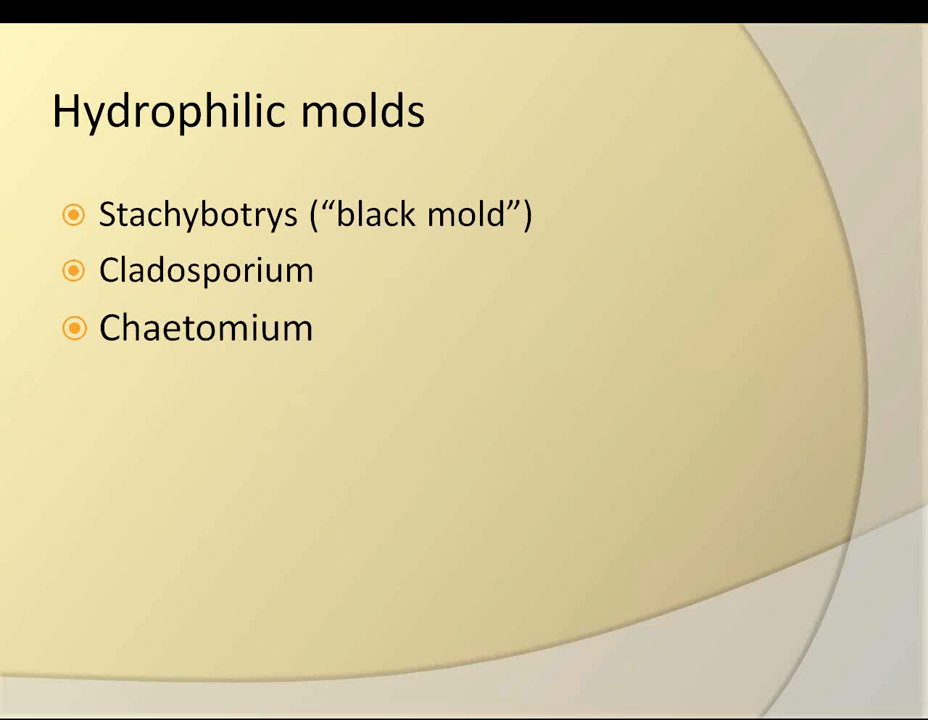 Hydrophilic molds
Stachybotrys (“black mold”)
Cladosporium
Chaetomium